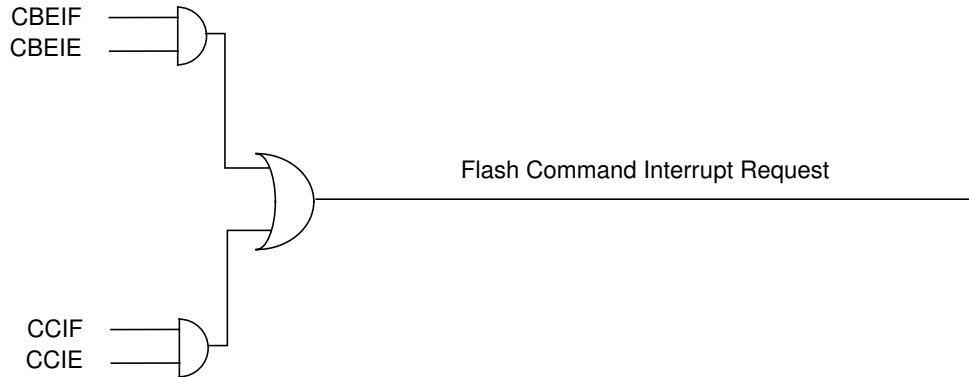 CBEIF
CBEIE
Flash Command Interrupt Request
CCIF
CCIE